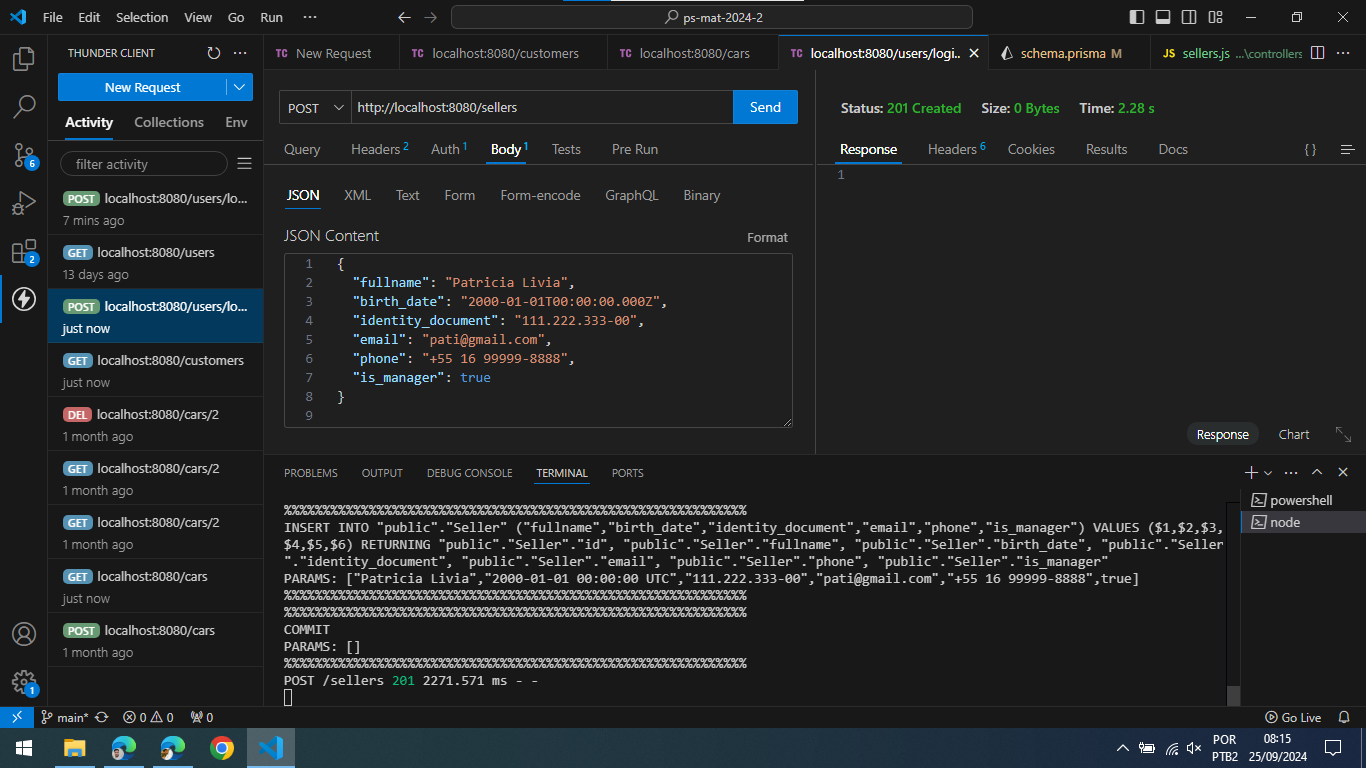 File Edit Selection View Go Run ··· ps-mat-2024-2
THUNDER CLIENT ···
New Request
Activity Collections Env
filter activity
POST localhost:8080/users/lo...
7 mins ago
GET localhost:8080/users
13 days ago
POST localhost:8080/users/lo...
just now
GET localhost:8080/customers
just now
DEL localhost:8080/cars/2
1 month ago
GET localhost:8080/cars/2
1 month ago
GET localhost:8080/cars/2
1 month ago
GET localhost:8080/cars
just now
POST localhost:8080/cars
1 month ago
6
2
1
TC New Request TC localhost:8080/customers TC localhost:8080/cars TC localhost:8080/users/logi.. schema.prisma M JS sellers.js ...\controllers ···
POST http://localhost:8080/sellers Send
Query Headers 2 Auth 1 Body 1 Tests Pre Run
JSON XML Text Form Form-encode GraphQL Binary
JSON Content Format
1 {
2 "fullname": "Patricia Livia",
3 "birth_date": "2000-01-01T00:00:00.000Z",
4 "identity_document": "111.222.333-00",
5 "email": "pati@gmail.com",
6 "phone": "+55 16 99999-8888",
7 "is_manager": true
8 }
9
Status: 201 Created Size: 0 Bytes Time: 2.28 s
Response Headers 6 Cookies Results Docs { }
1
Response Chart
PROBLEMS OUTPUT DEBUG CONSOLE TERMINAL PORTS ···
powershell
node
%%%%%%%%%%%%%%%%%%%%%%%%%%%%%%%%%%%%%%%%%%%%%%%%%%%%%%%%%%%%
INSERT INTO "public"."Seller" ("fullname","birth_date","identity_document","email","phone","is_manager") VALUES ($1,$2,$3,
$4,$5,$6) RETURNING "public"."Seller"."id", "public"."Seller"."fullname", "public"."Seller"."birth_date", "public"."Seller
"."identity_document", "public"."Seller"."email", "public"."Seller"."phone", "public"."Seller"."is_manager"
PARAMS: ["Patricia Livia","2000-01-01 00:00:00 UTC","111.222.333-00","pati@gmail.com","+55 16 99999-8888",true]
%%%%%%%%%%%%%%%%%%%%%%%%%%%%%%%%%%%%%%%%%%%%%%%%%%%%%%%%%%%%
%%%%%%%%%%%%%%%%%%%%%%%%%%%%%%%%%%%%%%%%%%%%%%%%%%%%%%%%%%%%
COMMIT
PARAMS: []
%%%%%%%%%%%%%%%%%%%%%%%%%%%%%%%%%%%%%%%%%%%%%%%%%%%%%%%%%%%%
POST /sellers 201 2271.571 ms - -
main* 0 0 0 Go Live
POR 08:15
PTB2 25/09/2024